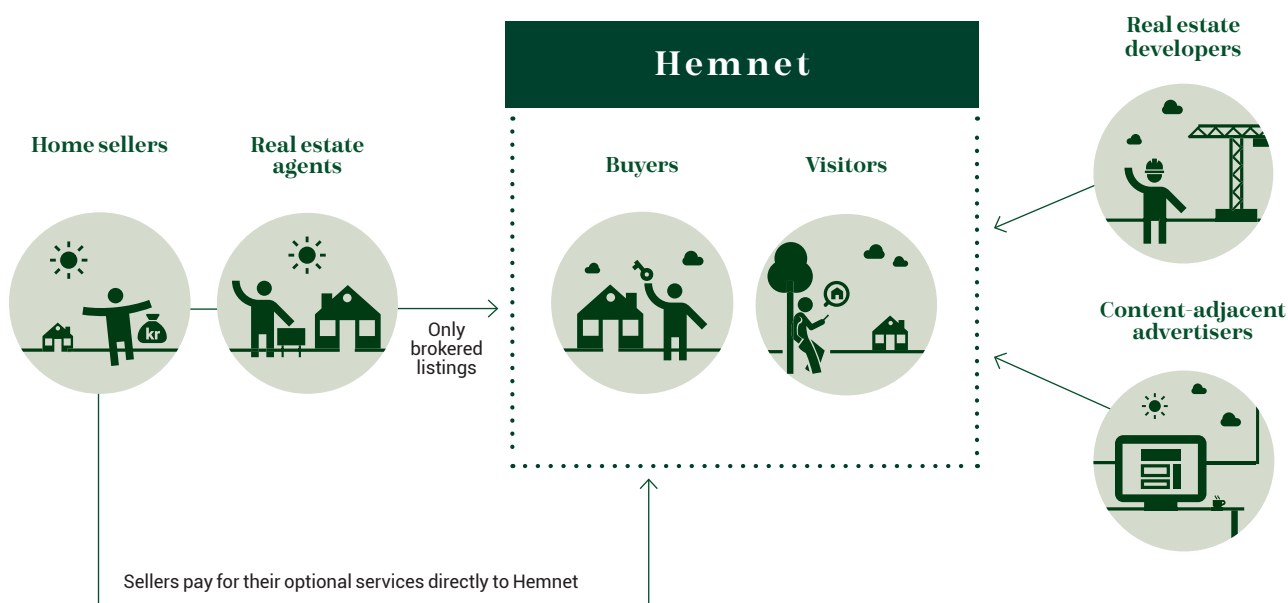 Hemnet
Real estate
developers
Home sellers
Real estate
agents
Buyers
Visitors
kr
Only
brokered
listings
Content-adjacent
advertisers
Sellers pay for their optional services directly to Hemnet